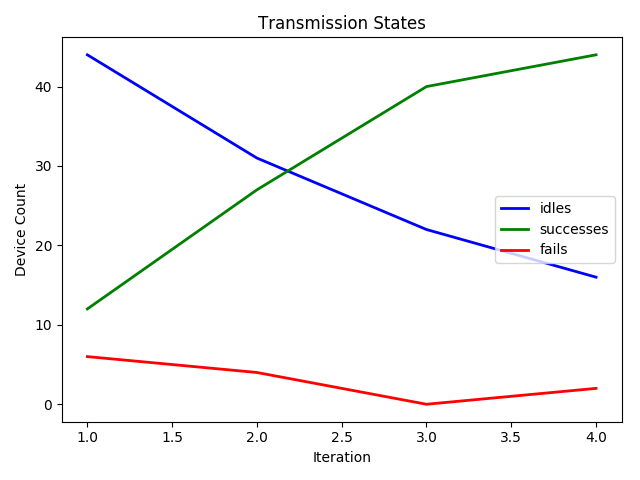 Transmission States
Device Count
40
30
20
10
0
idles
successes
fails
1.0 1.5 2.0 2.5 3.0 3.5 4.0
Iteration